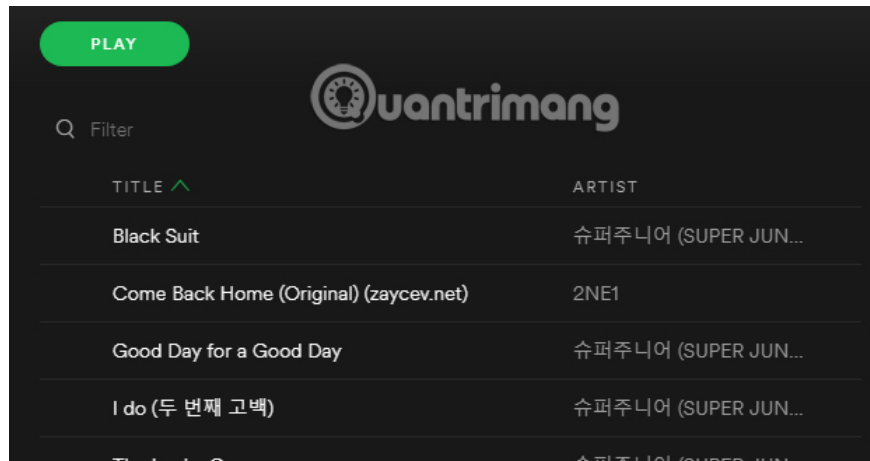 PLAY
Quantrimang
Filter
TITLE ARTIST
Black Suit 슈퍼주니어 (SUPER JUN...
Come Back Home (Original) (zaycev.net) 2NE1
Good Day for a Good Day 슈퍼주니어 (SUPER JUN...
I do (두 번째 고백) 슈퍼주니어 (SUPER JUN...